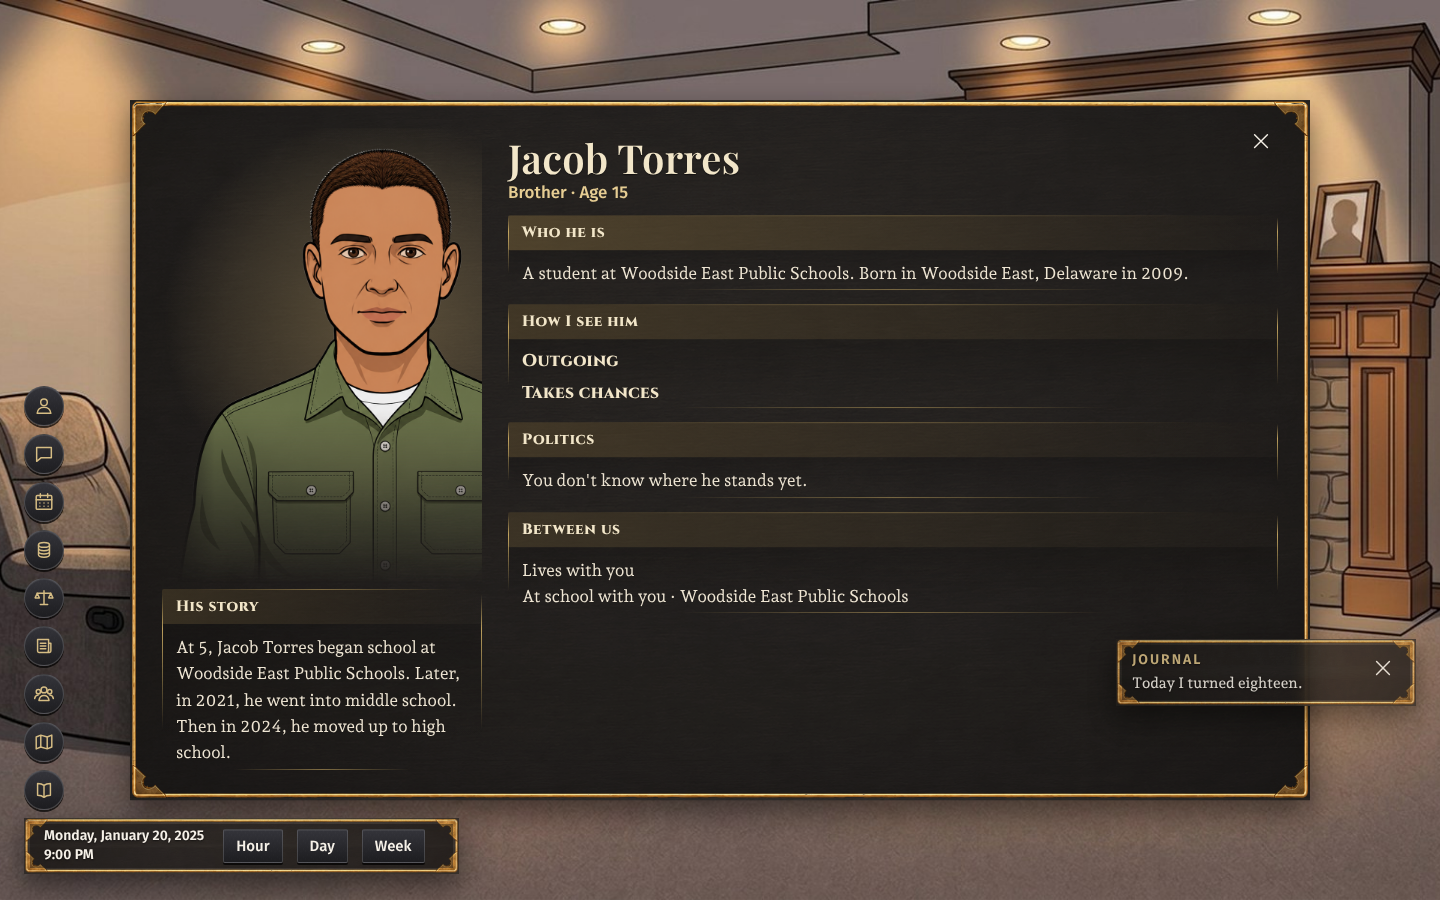 Jacob Torres
Brother · Age 15
Who he is
A student at Woodside East Public Schools. Born in Woodside East, Delaware in 2009.
How I see him
Outgoing
Takes chances
Politics
You don't know where he stands yet.
Between us
Lives with you
At school with you · Woodside East Public Schools
His story
At 5, Jacob Torres began school at
Woodside East Public Schools. Later,
in 2021, he went into middle school.
Then in 2024, he moved up to high
school.
JOURNAL
Today I turned eighteen.
Monday, January 20, 2025
9:00 PM
Hour
Day
Week